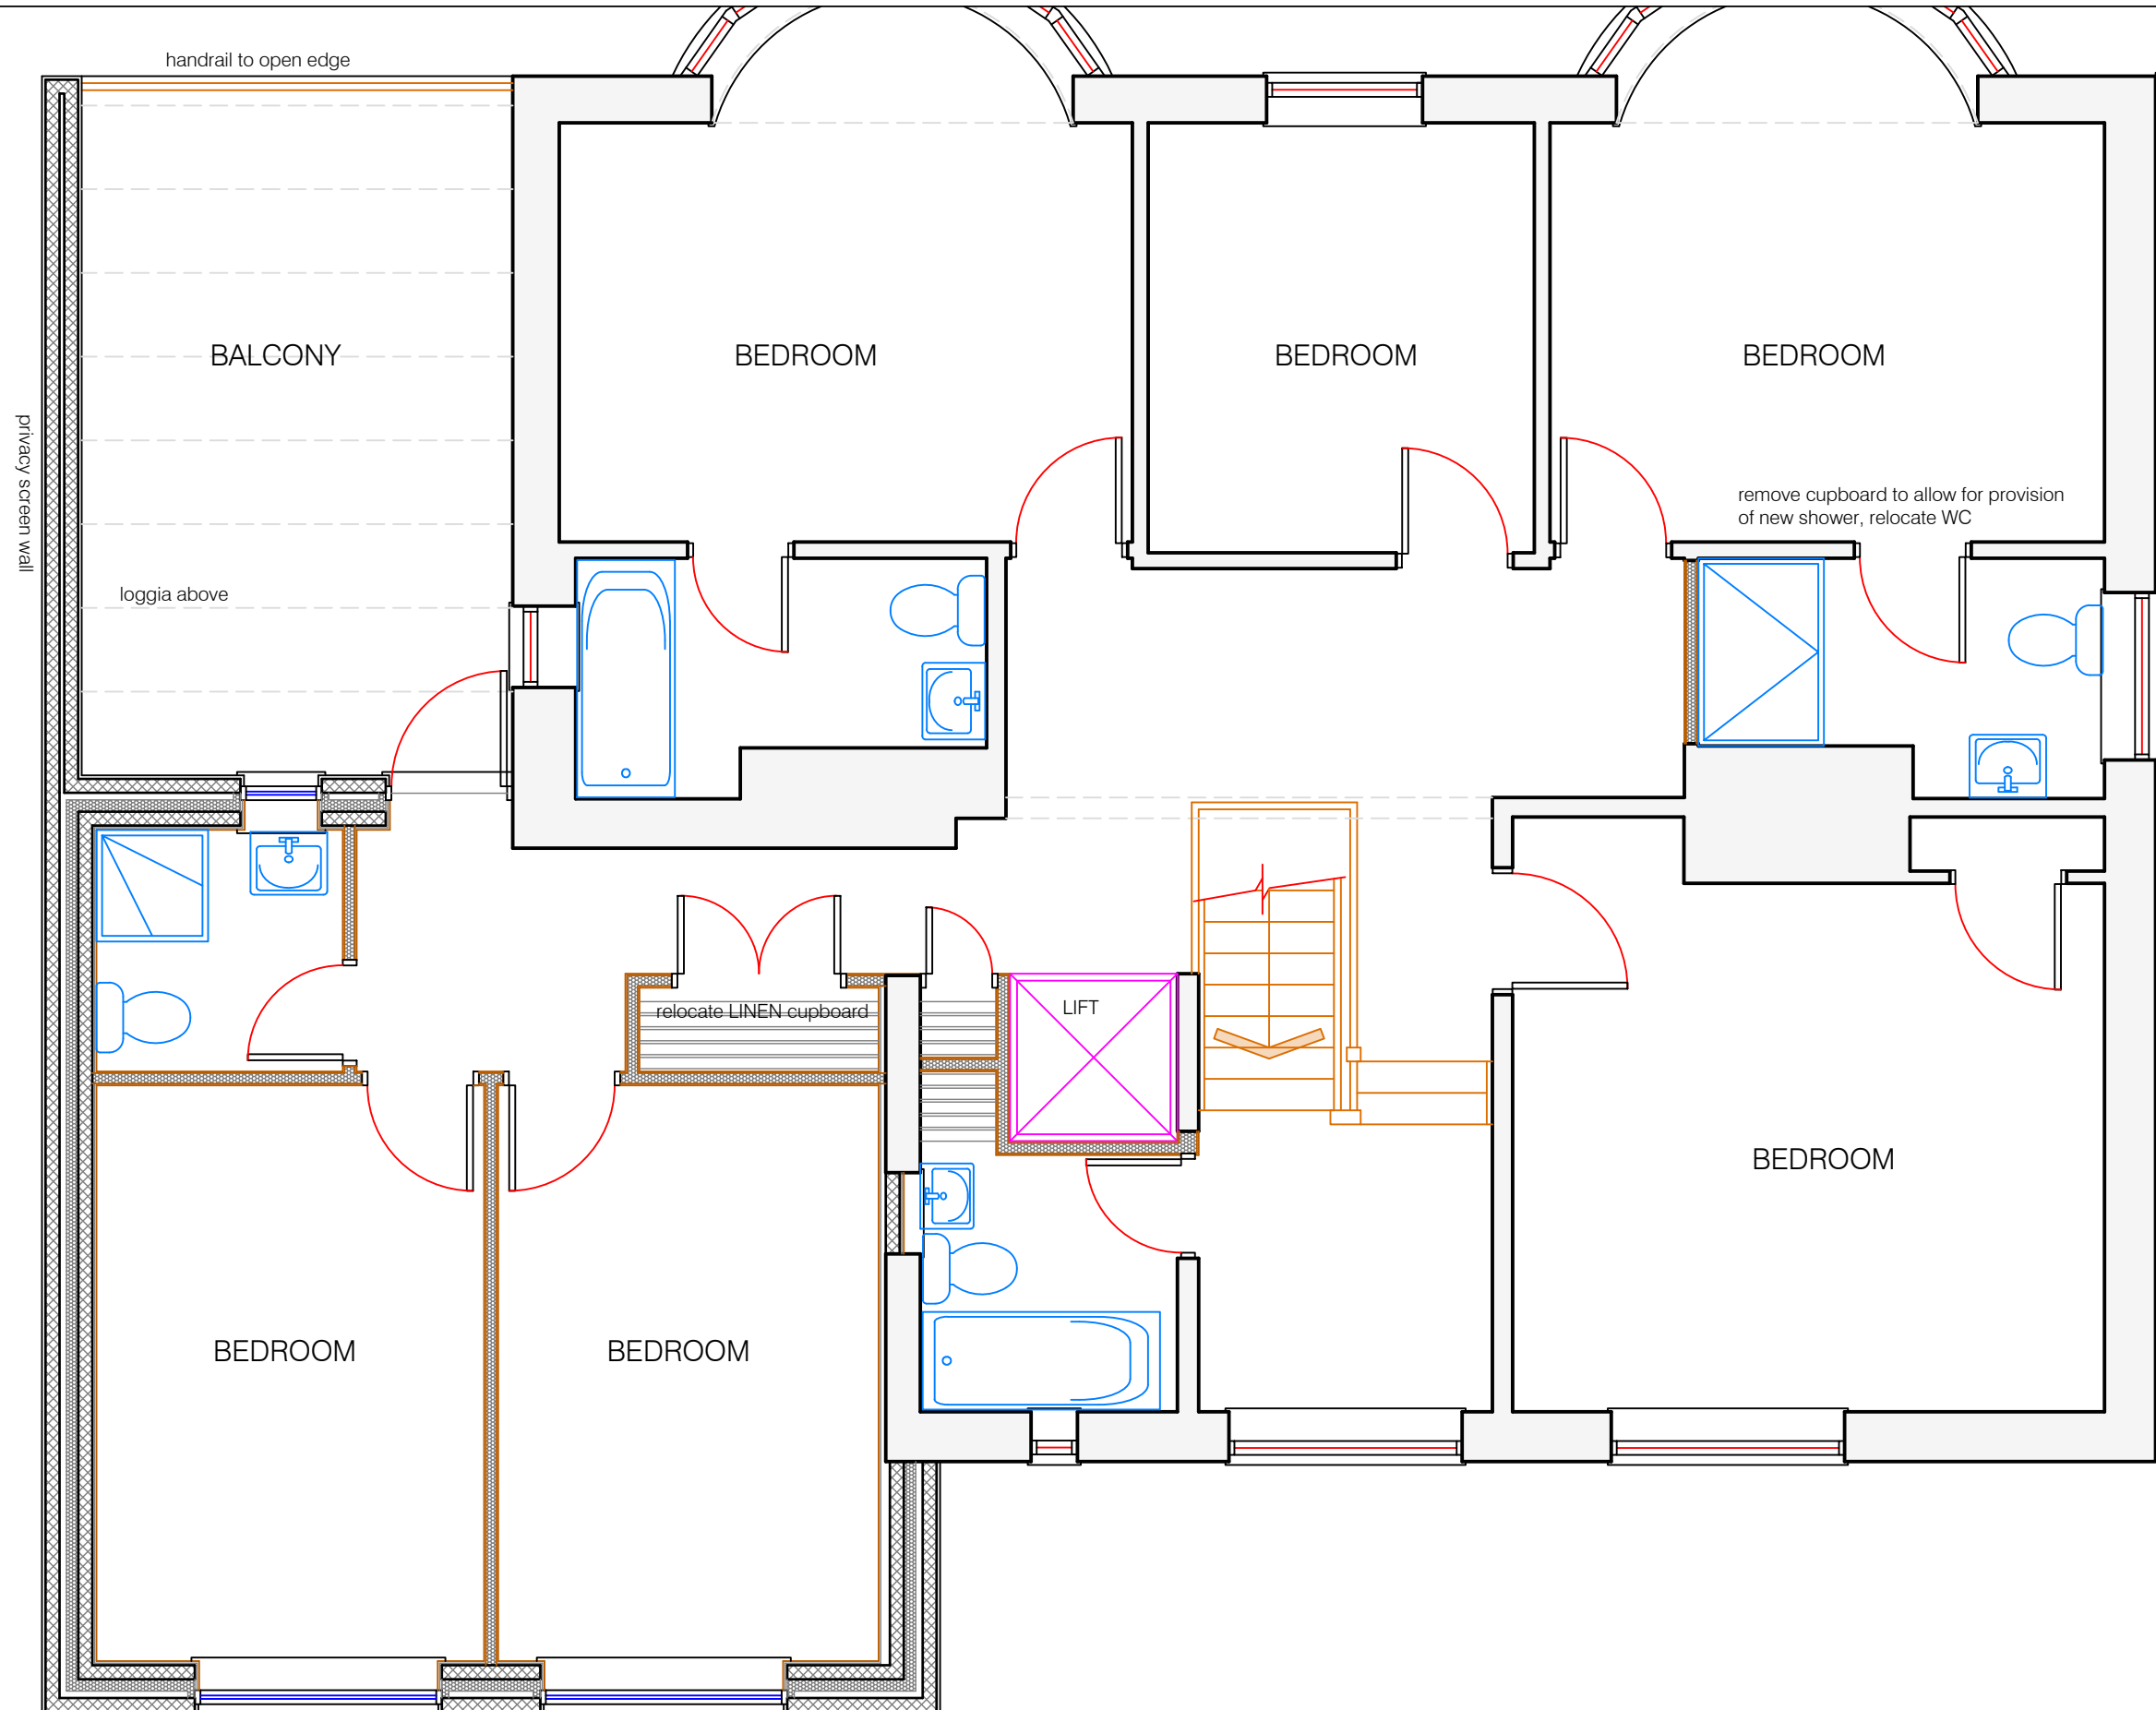 handrail to open edge
BALCONY
BEDROOM
BEDROOM
BEDROOM
privacy screen wall
remove cupboard to allow for provision
of new shower, relocate WC
loggia above
relocate LINEN cupboard
LIFT
BEDROOM
BEDROOM
BEDROOM